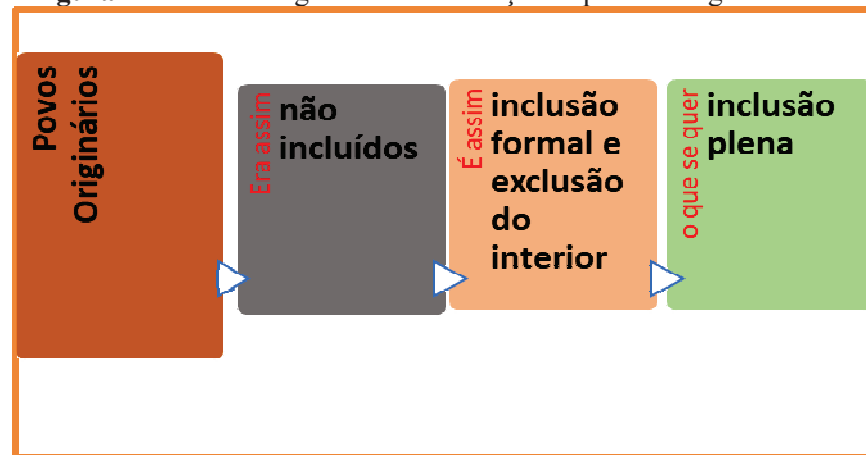 Povos
Originários
Era assim
não
incluídos
É assim
inclusão
formal e
exclusão
do
interior
o que se quer
inclusão
plena